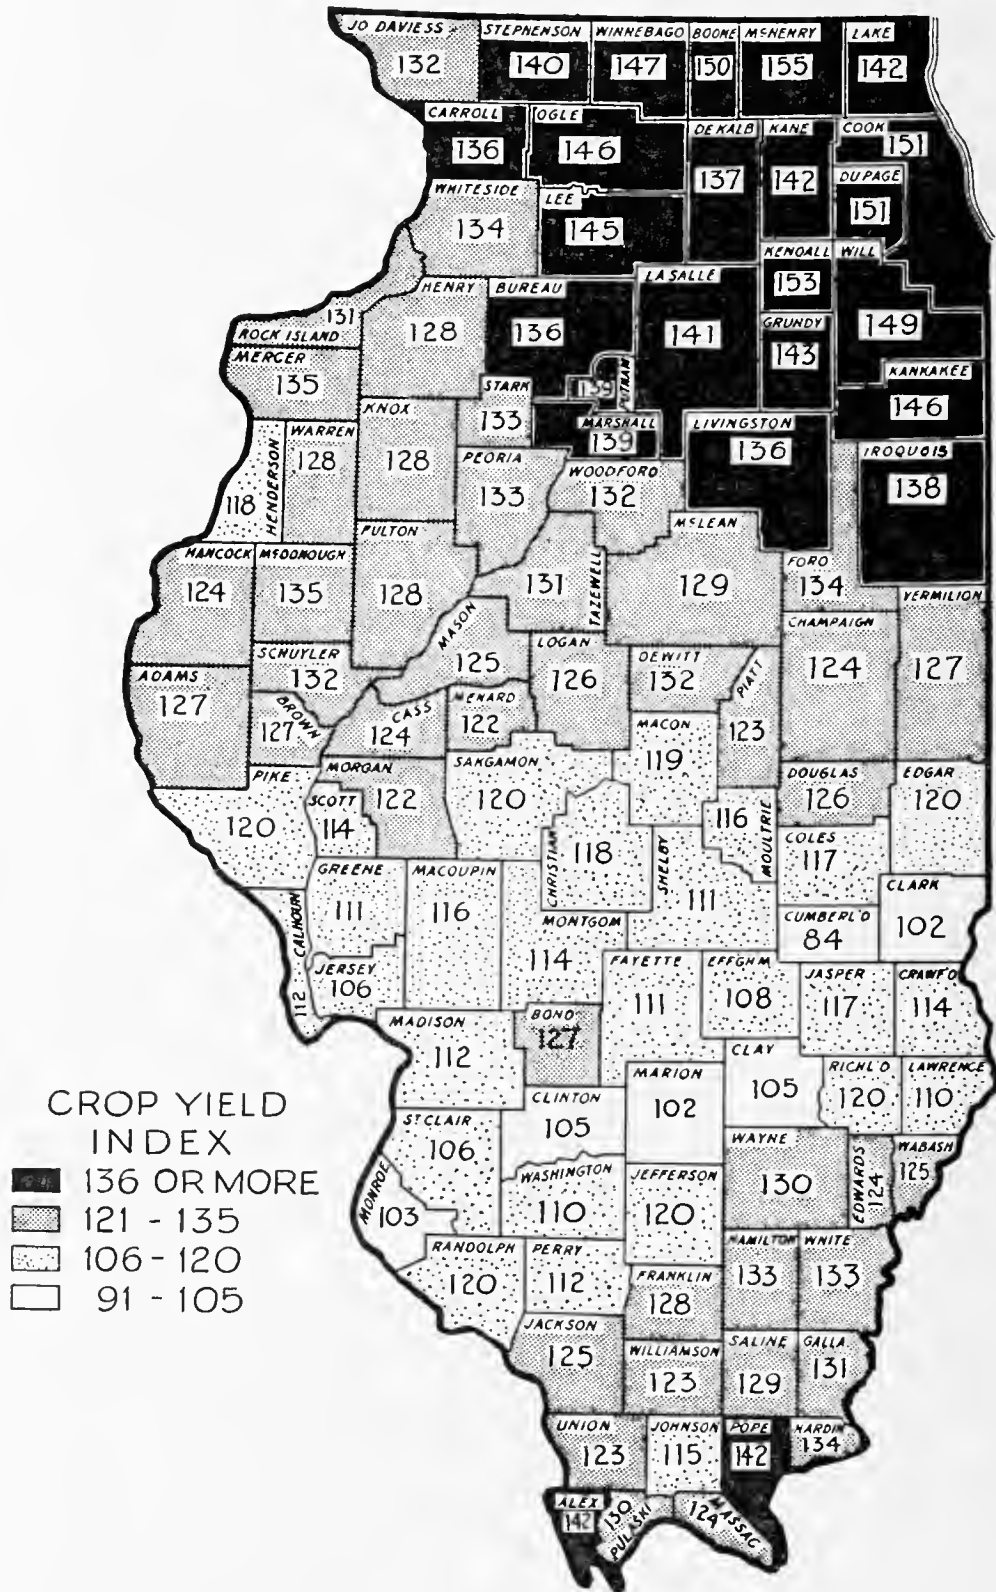 JO DAVIESS
132
STEPHENSON
140
WINNEBAGO
147
BOONE
150
McHENRY
155
LAKE
142
CARROLL
136
OGLE
146
DEKALB
137
KANE
142
COOK
151
DUPAGE
151
WHITESIDE
134
LEE
145
KENDALL
153
WILL
149
ROCK ISLAND
131
HENRY
128
BUREAU
136
LA SALLE
141
GRUNDY
143
MERCER
135
PUTNAM
139
KANKAKEE
146
STARK
133
MARSHALL
139
LIVINGSTON
136
IROQUOIS
138
HENDERSON
118
WARREN
128
KNOX
128
PEORIA
133
WOODFORD
132
HANCOCK
124
McDONOUGH
135
FULTON
128
TAZEWELL
131
McLEAN
129
FORD
134
VERMILION
127
SCHUYLER
132
MASON
125
LOGAN
126
DEWITT
132
PIATT
123
CHAMPAIGN
124
ADAMS
127
BROWN
127
CASS
124
MENARD
122
MACON
119
PIKE
120
SCOTT
114
MORGAN
122
SANGAMON
120
CHRISTIAN
118
MOULTRIE
116
DOUGLAS
126
EDGAR
120
SHELBY
111
COLES
117
CALHOUN
112
GREENE
111
MACOUPIN
116
MONTGOM
114
CUMBERL'D
84
CLARK
102
JERSEY
106
FAYETTE
111
EFFGHM
108
JASPER
117
CRAWF'D
114
MADISON
112
BOND
127
CLAY
105
RICHL'D
120
LAWRENCE
110
MARION
102
CLINTON
105
ST CLAIR
106
WAYNE
130
EDWARDS
124
WABASH
125
MONROE
103
WASHINGTON
110
JEFFERSON
120
RANDOLPH
120
PERRY
112
HAMILTON
133
WHITE
133
FRANKLIN
128
JACKSON
125
WILLIAMSON
123
SALINE
129
GALLA.
131
UNION
123
JOHNSON
115
POPE
142
HARDIN
134
ALEX
142
PULASKI
130
MASSAC
124
CROP YIELD
INDEX
136 OR MORE
121 - 135
106 - 120
91 - 105